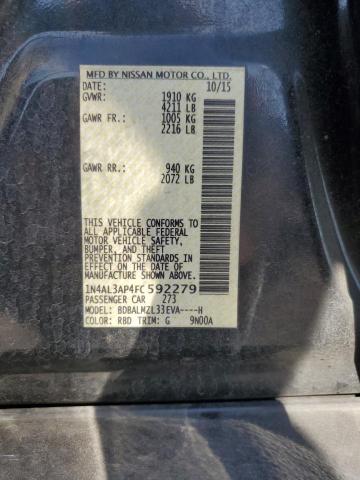 MFD BY NISSAN MOTOR CO., LTD.
DATE: 10/15
GVWR: 1910 KG
4211 LB
GAWR FR.: 1005 KG
2216 LB
GAWR RR.: 940 KG
2072 LB
THIS VEHICLE CONFORMS TO
ALL APPLICABLE FEDERAL
MOTOR VEHICLE SAFETY,
BUMPER, AND THEFT
PREVENTION STANDARDS IN
EFFECT ON THE DATE OF
MANUFACTURE SHOWN ABOVE.
1N4AL3AP4FC592279
PASSENGER CAR 273
MODEL: BDBALMZL33EVA----H
COLOR: RBD TRIM: G 9N00A